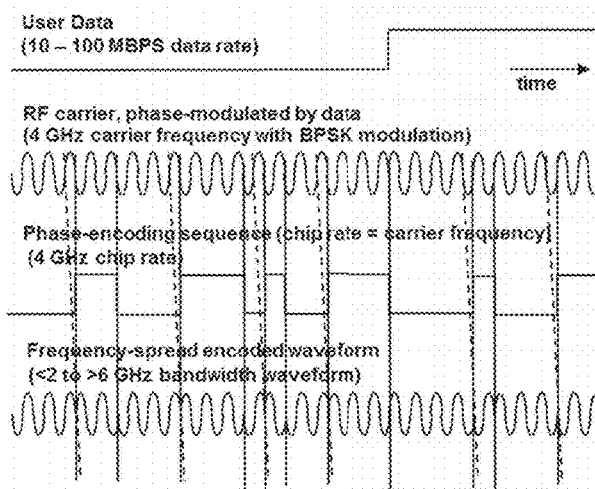 User Data
(10 – 100 MBPS data rate)
time
RF carrier, phase-modulated by data
(4 GHz carrier frequency with BPSK modulation)
Phase-encoding sequence (chip rate = carrier frequency)
(4 GHz chip rate)
Frequency-spread encoded waveform
(<2 to >6 GHz bandwidth waveform)